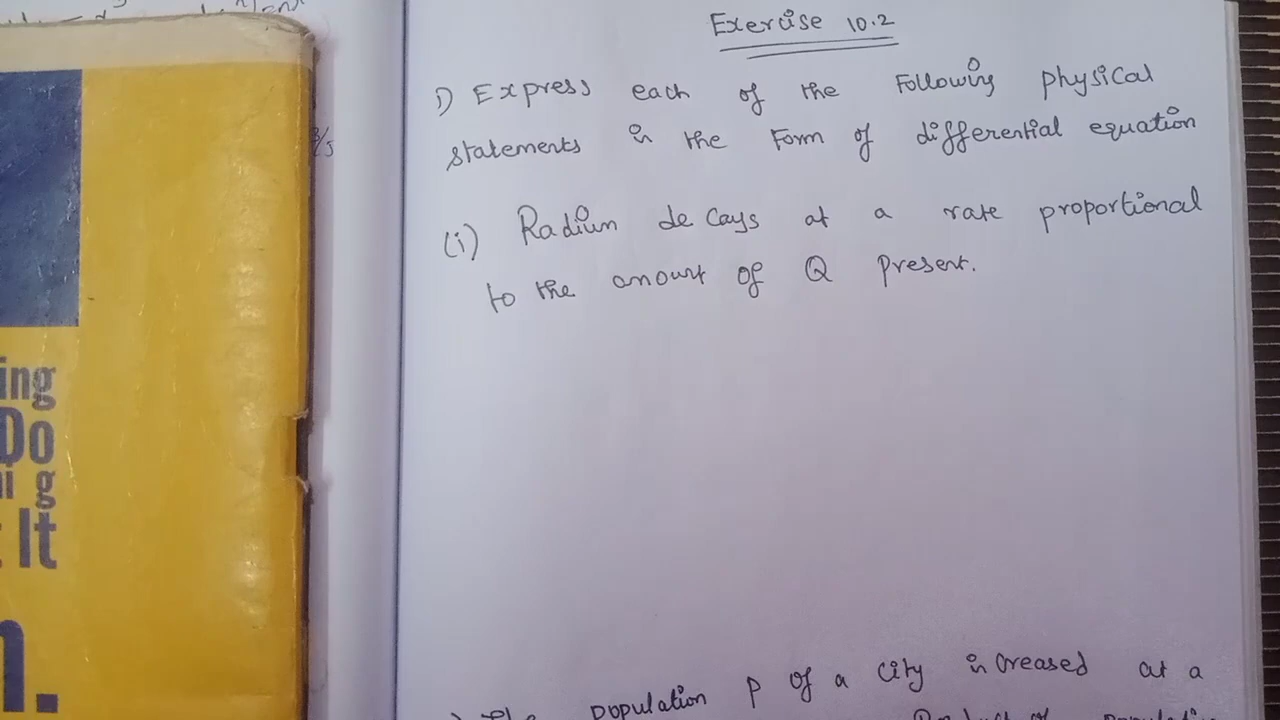 Exercise 10.2
1) Express each of the Following physical
statements in the Form of differential equation
(i) Radium decays at a rate proportional
to the amount of Q present.
ing
Do
g
It
population P of a city increased at a